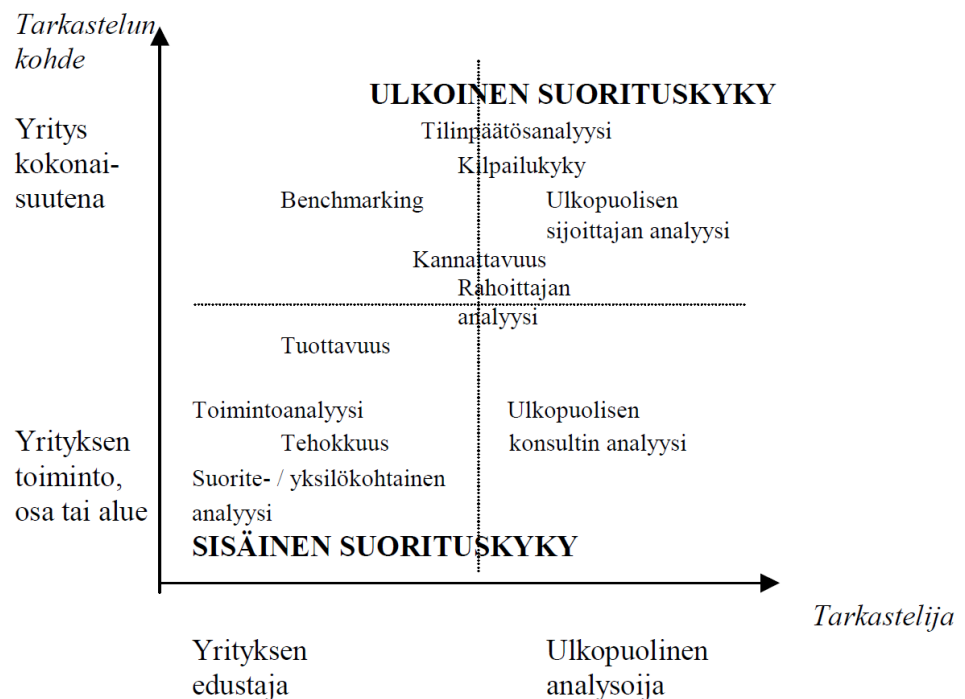 Tarkastelun
kohde
ULKOINEN SUORITUSKYKY
Yritys
kokonai-
suutena
Tilinpäätösanalyysi
Kilpailukyky
Benchmarking
Ulkopuolisen
sijoittajan analyysi
Kannattavuus
Rahoittajan
analyysi
Tuottavuus
Yrityksen
toiminto,
osa tai alue
Toimintoanalyysi
Ulkopuolisen
Tehokkuus
konsultin analyysi
Suorite- / yksilökohtainen
analyysi
SISÄINEN SUORITUSKYKY
Tarkastelija
Yrityksen
edustaja
Ulkopuolinen
analysoija